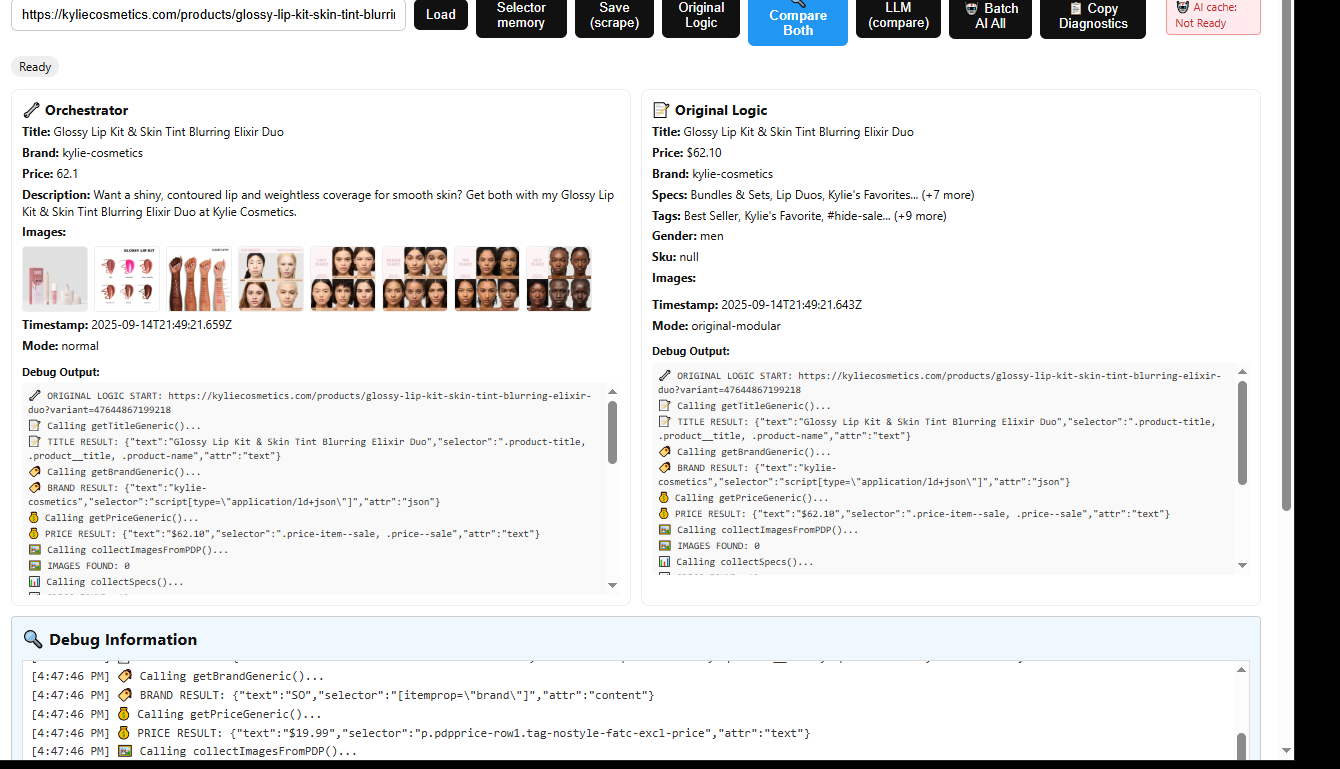 https://kyliecosmetics.com/products/glossy-lip-kit-skin-tint-blurrin
Load
Selector
memory
Save
(scrape)
Original
Logic
Compare
Both
LLM
(compare)
Batch
AI All
Copy
Diagnostics
AI cache:
Not Ready
Ready
Orchestrator
Title: Glossy Lip Kit & Skin Tint Blurring Elixir Duo
Brand: kylie-cosmetics
Price: 62.1
Description: Want a shiny, contoured lip and weightless coverage for smooth skin? Get both with my Glossy Lip
Kit & Skin Tint Blurring Elixir Duo at Kylie Cosmetics.
Images:
GLOSSY LIP KIT
Timestamp: 2025-09-14T21:49:21.659Z
Mode: normal
Debug Output:
ORIGINAL LOGIC START: https://kyliecosmetics.com/products/glossy-lip-kit-skin-tint-blurring-elixir-
duo?variant=47644867199218
Calling getTitleGeneric()...
TITLE RESULT: {"text":"Glossy Lip Kit & Skin Tint Blurring Elixir Duo","selector":".product-title,
.product__title, .product-name","attr":"text"}
Calling getBrandGeneric()...
BRAND RESULT: {"text":"kylie-
cosmetics","selector":"script[type=\"application/ld+json\"]","attr":"json"}
Calling getPriceGeneric()...
PRICE RESULT: {"text":"$62.10","selector":".price-item--sale, .price--sale","attr":"text"}
Calling collectImagesFromPDP()...
IMAGES FOUND: 0
Calling collectSpecs()...
Original Logic
Title: Glossy Lip Kit & Skin Tint Blurring Elixir Duo
Price: $62.10
Brand: kylie-cosmetics
Specs: Bundles & Sets, Lip Duos, Kylie's Favorites... (+7 more)
Tags: Best Seller, Kylie's Favorite, #hide-sale... (+9 more)
Gender: men
Sku: null
Images:
Timestamp: 2025-09-14T21:49:21.643Z
Mode: original-modular
Debug Output:
ORIGINAL LOGIC START: https://kyliecosmetics.com/products/glossy-lip-kit-skin-tint-blurring-elixir-
duo?variant=47644867199218
Calling getTitleGeneric()...
TITLE RESULT: {"text":"Glossy Lip Kit & Skin Tint Blurring Elixir Duo","selector":".product-title,
.product__title, .product-name","attr":"text"}
Calling getBrandGeneric()...
BRAND RESULT: {"text":"kylie-
cosmetics","selector":"script[type=\"application/ld+json\"]","attr":"json"}
Calling getPriceGeneric()...
PRICE RESULT: {"text":"$62.10","selector":".price-item--sale, .price--sale","attr":"text"}
Calling collectImagesFromPDP()...
IMAGES FOUND: 0
Calling collectSpecs()...
Debug Information
[4:47:46 PM] Calling getBrandGeneric()...
[4:47:46 PM] BRAND RESULT: {"text":"SO","selector":"[itemprop=\"brand\"]","attr":"content"}
[4:47:46 PM] Calling getPriceGeneric()...
[4:47:46 PM] PRICE RESULT: {"text":"$19.99","selector":"p.pdpprice-row1.tag-nostyle-fatc-excl-price","attr":"text"}
[4:47:46 PM] Calling collectImagesFromPDP()...